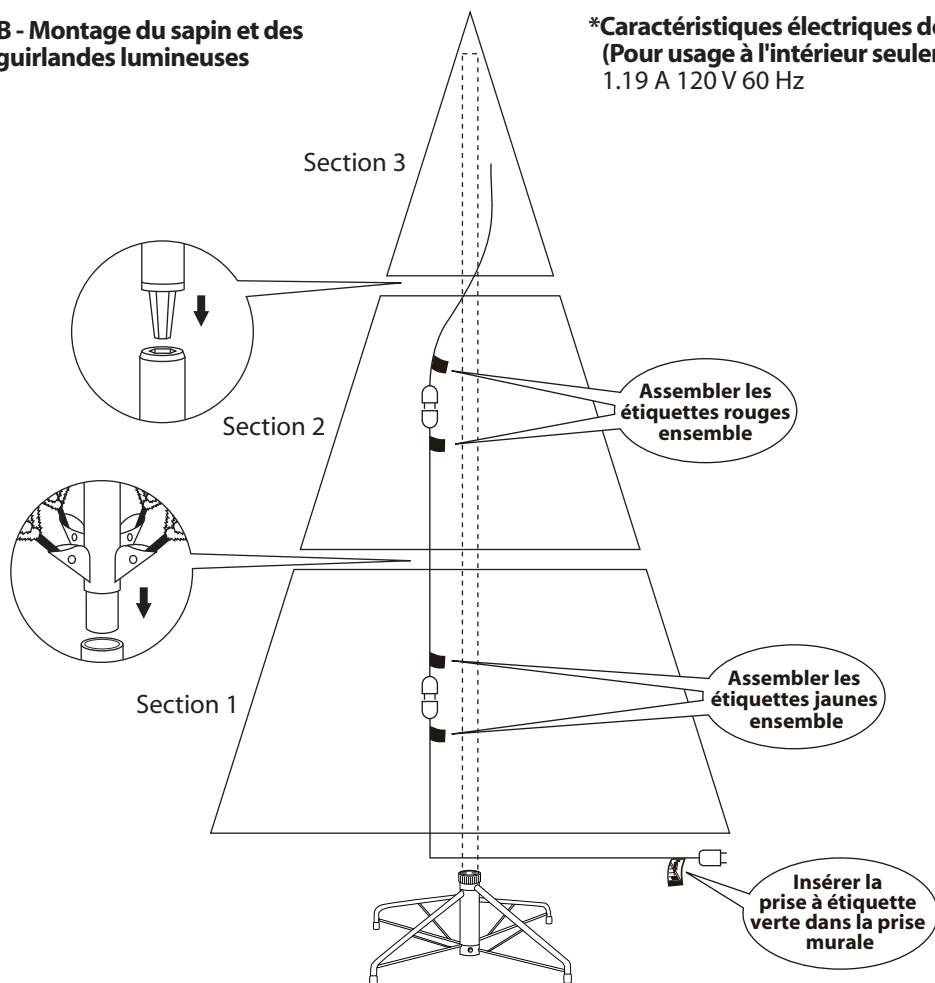 B - Montage du sapin et des
guirlandes lumineuses
*Caractéristiques électriques
(Pour usage à l'intérieur
1.19 A 120 V 60 Hz
Section 3
Assembler les
étiquettes rouges
ensemble
Section 2
Assembler les
étiquettes jaunes
ensemble
Section 1
Insérer la
prise à étiquette
verte dans la prise
murale